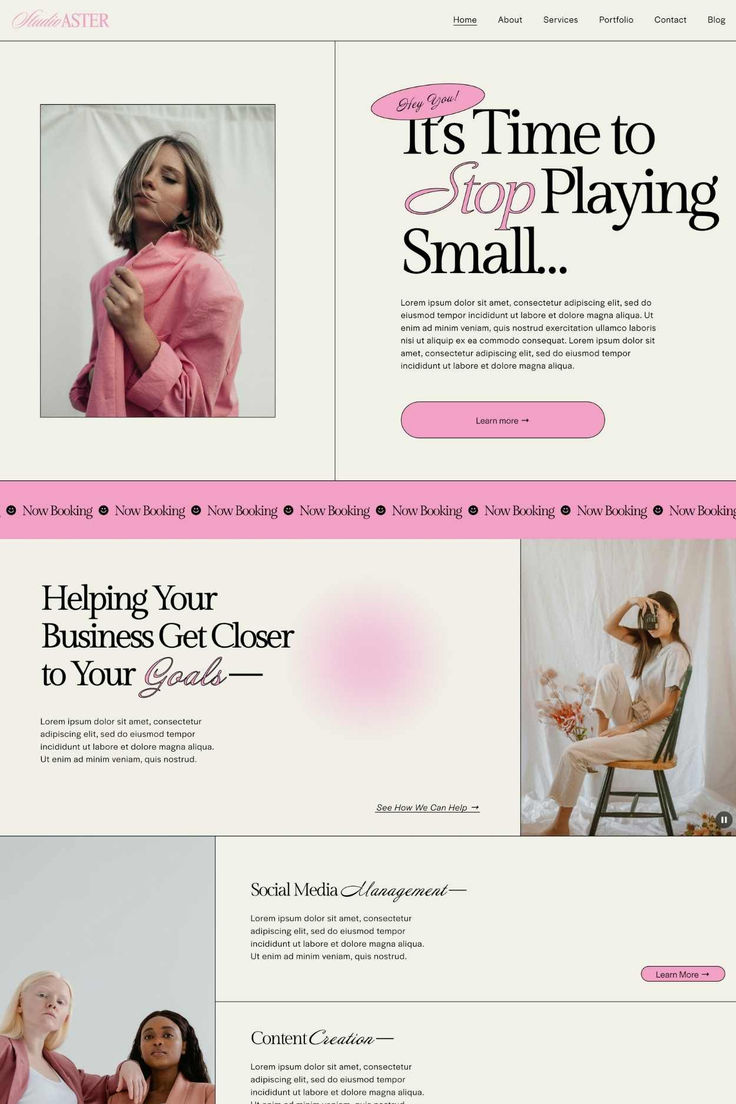 Studio ASTER
Home About Services Portfolio Contact Blog
Hey You!
It's Time to
Stop Playing
Small...
Lorem ipsum dolor sit amet, consectetur adipiscing elit, sed do
eiusmod tempor incididunt ut labore et dolore magna aliqua. Ut
enim ad minim veniam, quis nostrud exercitation ullamco laboris
nisi ut aliquip ex ea commodo consequat. Lorem ipsum dolor sit
amet, consectetur adipiscing elit, sed do eiusmod tempor
incididunt ut labore et dolore magna aliqua.
Learn more →
Now Booking Now Booking Now Booking Now Booking Now Booking Now Booking Now Booking Now Booking
Helping Your
Business Get Closer
to Your Goals —
Lorem ipsum dolor sit amet, consectetur
adipiscing elit, sed do eiusmod tempor
incididunt ut labore et dolore magna aliqua.
Ut enim ad minim veniam, quis nostrud.
See How We Can Help →
Social Media Management —
Lorem ipsum dolor sit amet, consectetur
adipiscing elit, sed do eiusmod tempor
incididunt ut labore et dolore magna aliqua.
Ut enim ad minim veniam, quis nostrud.
Learn More →
Content Creation —
Lorem ipsum dolor sit amet, consectetur
adipiscing elit, sed do eiusmod tempor
incididunt ut labore et dolore magna aliqua.